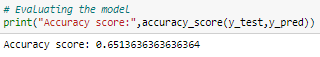 # Evaluating the model
print("Accuracy score:",accuracy_score(y_test,y_pred))
Accuracy score: 0.6513636363636364